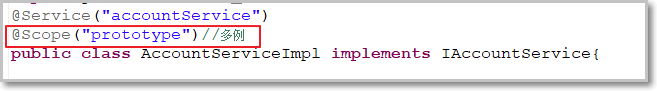 @Service("accountService")
@Scope("prototype")//多例
public class AccountServiceImpl implements IAccountService{